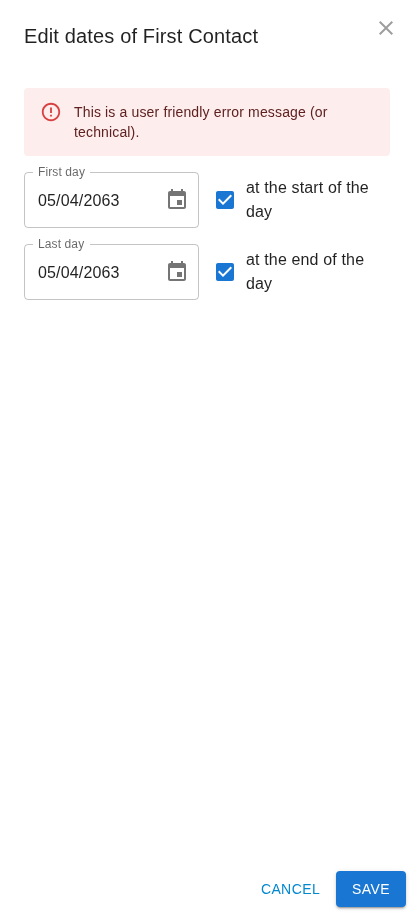 Edit dates of First Contact
This is a user friendly error message (or
technical).
First day
05/04/2063
at the start of the
day
Last day
05/04/2063
at the end of the
day
CANCEL
SAVE